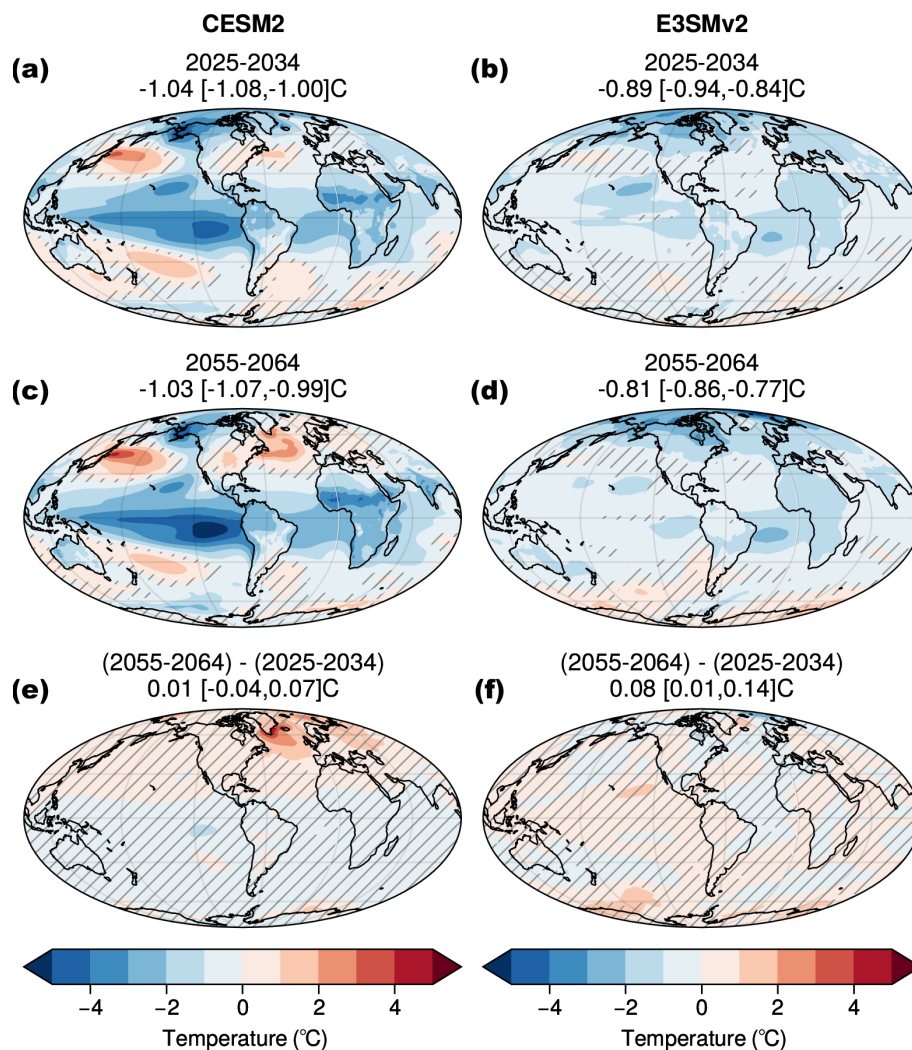 CESM2
E3SMv2
(a)
2025-2034
-1.04 [-1.08,-1.00]C
(b)
2025-2034
-0.89 [-0.94,-0.84]C
(c)
2055-2064
-1.03 [-1.07,-0.99]C
(d)
2055-2064
-0.81 [-0.86,-0.77]C
(e)
(2055-2064) - (2025-2034)
0.01 [-0.04,0.07]C
(f)
(2055-2064) - (2025-2034)
0.08 [0.01,0.14]C
−4 −2 0 2 4
Temperature (°C)
−4 −2 0 2 4
Temperature (°C)